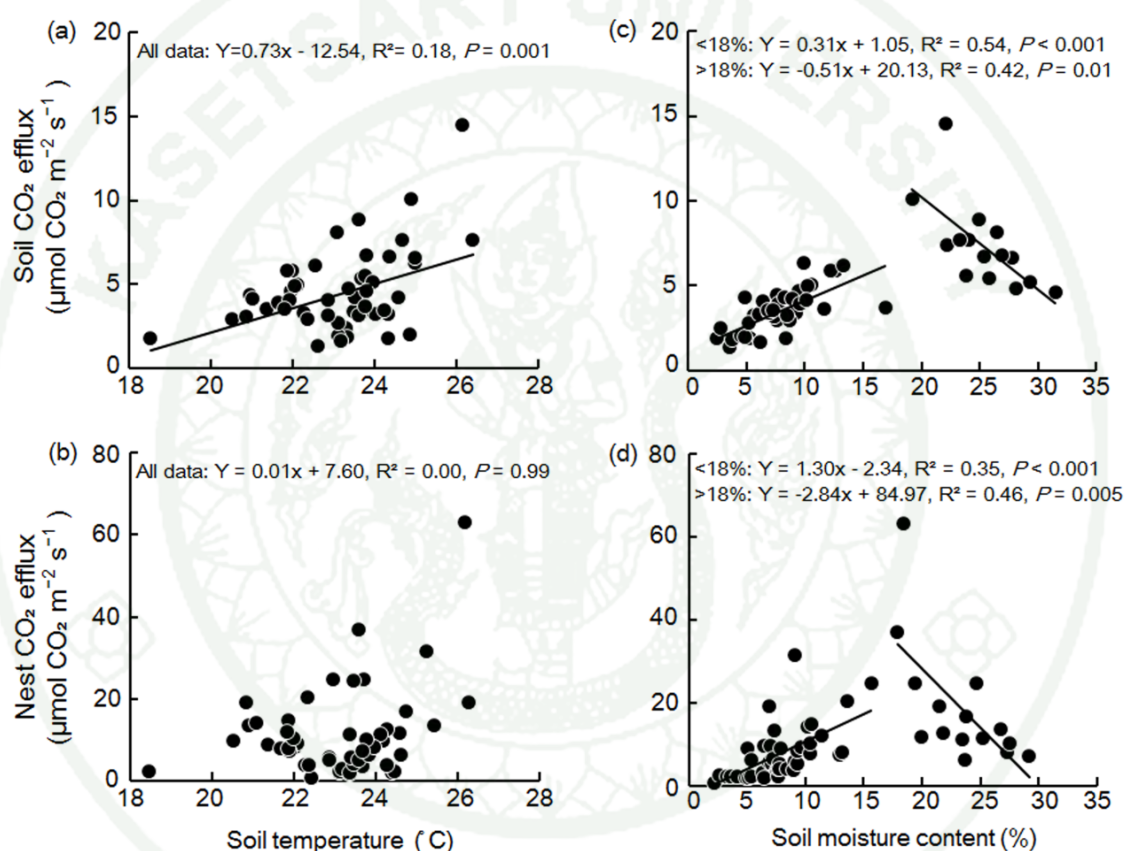 (a)
All data: Y=0.73x - 12.54, R²= 0.18, P = 0.001
Soil CO₂ efflux
(µmol CO₂ m⁻² s⁻¹)
20
15
10
5
0
18 20 22 24 26 28
(c)
<18%: Y = 0.31x + 1.05, R² = 0.54, P < 0.001
>18%: Y = -0.51x + 20.13, R² = 0.42, P = 0.01
20
15
10
5
0
0 5 10 15 20 25 30 35
(b)
All data: Y = 0.01x + 7.60, R² = 0.00, P = 0.99
Nest CO₂ efflux
(µmol CO₂ m⁻² s⁻¹)
80
60
40
20
0
18 20 22 24 26 28
Soil temperature (°C)
(d)
<18%: Y = 1.30x - 2.34, R² = 0.35, P < 0.001
>18%: Y = -2.84x + 84.97, R² = 0.46, P = 0.005
80
60
40
20
0
0 5 10 15 20 25 30 35
Soil moisture content (%)
KASETSART UNIVERSITY